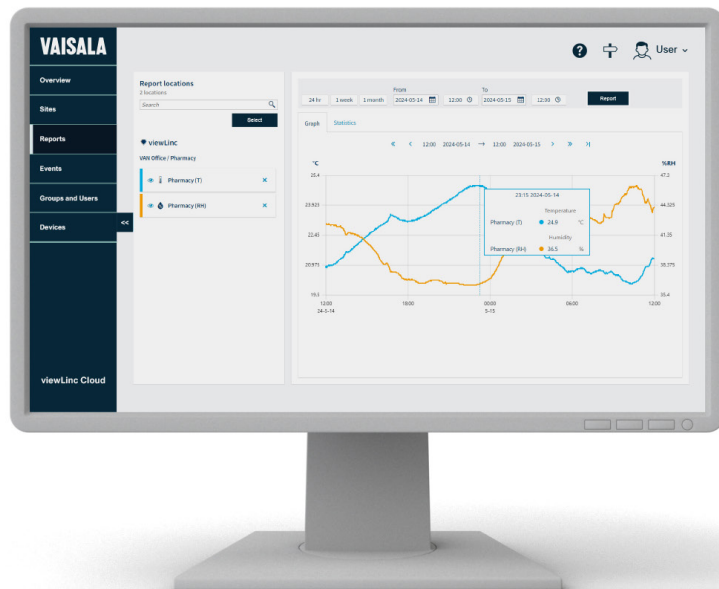 VAISALA
User
Overview
Sites
Reports
Events
Groups and Users
Devices
<<
viewLinc Cloud
Report locations
2 locations
Search
Select
viewLinc
VAN Office / Pharmacy
Pharmacy (T)
Pharmacy (RH)
From
To
24 hr
1 week
1 month
2024-05-14
12:00
2024-05-15
12:00
Report
Graph
Statistics
12:00 2024-05-14 → 12:00 2024-05-15
°C
%RH
25.4
47.3
23.925
44.325
22.45
41.35
20.975
38.375
19.5
35.4
12:00
18:00
00:00
06:00
12:00
24-5-14
5-15
23:15 2024-05-14
Temperature
Pharmacy (T) 24.9 °C
Humidity
Pharmacy (RH) 36.5 %